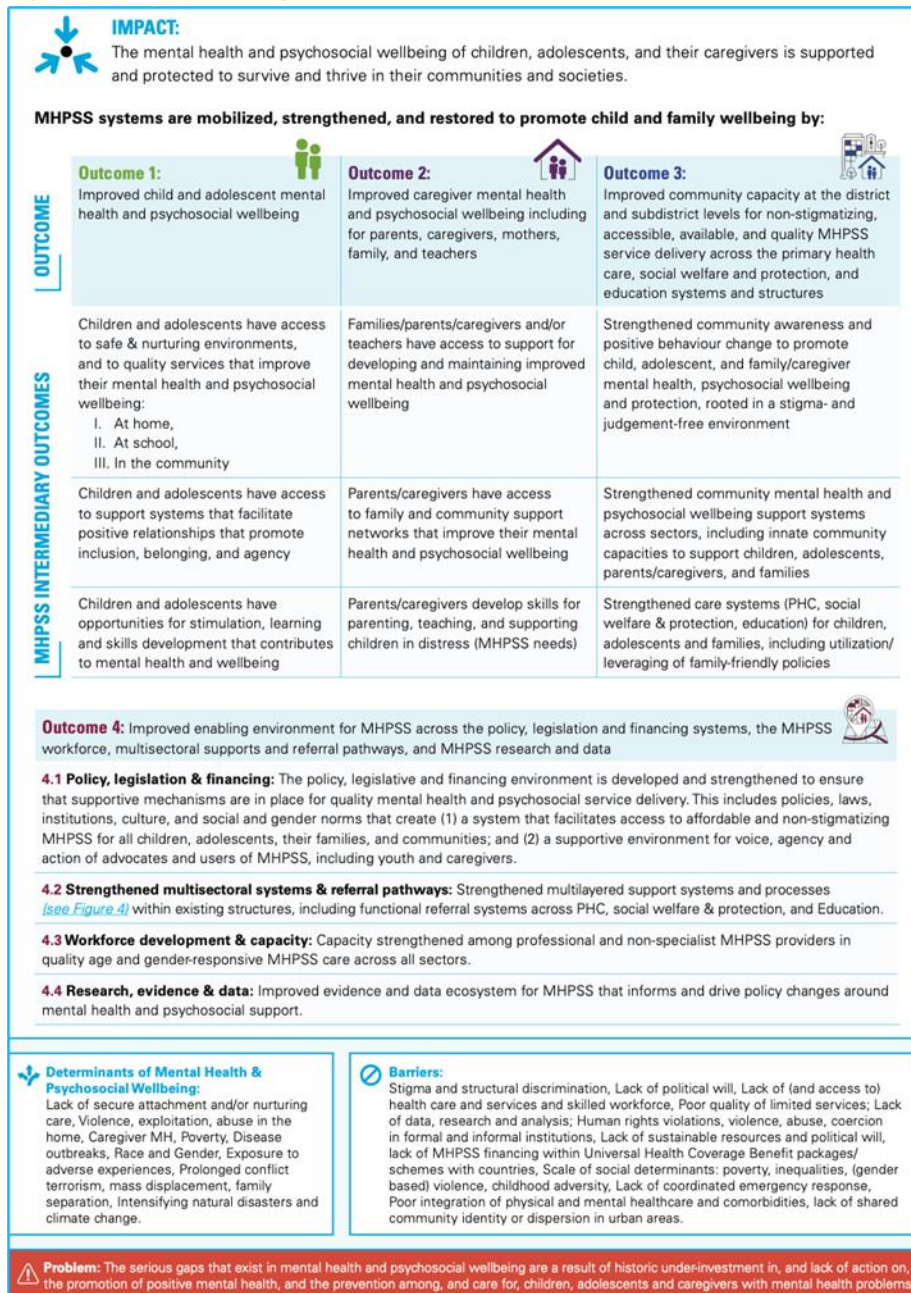 IMPACT:
The mental health and psychosocial wellbeing of children, adolescents, and their caregivers is supported
and protected to survive and thrive in their communities and societies.
MHPSS systems are mobilized, strengthened, and restored to promote child and family wellbeing by:
OUTCOME
Outcome 1:
Improved child and adolescent mental
health and psychosocial wellbeing
Outcome 2:
Improved caregiver mental health
and psychosocial wellbeing including
for parents, caregivers, mothers,
family, and teachers
Outcome 3:
Improved community capacity at the district
and subdistrict levels for non-stigmatizing,
accessible, available, and quality MHPSS
service delivery across the primary health
care, social welfare and protection, and
education systems and structures
MHPSS INTERMEDIARY OUTCOMES
Children and adolescents have access
to safe & nurturing environments,
and to quality services that improve
their mental health and psychosocial
wellbeing:
I. At home,
II. At school,
III. In the community
Families/parents/caregivers and/or
teachers have access to support for
developing and maintaining improved
mental health and psychosocial
wellbeing
Strengthened community awareness and
positive behaviour change to promote
child, adolescent, and family/caregiver
mental health, psychosocial wellbeing
and protection, rooted in a stigma- and
judgement-free environment
Children and adolescents have access
to support systems that facilitate
positive relationships that promote
inclusion, belonging, and agency
Parents/caregivers have access
to family and community support
networks that improve their mental
health and psychosocial wellbeing
Strengthened community mental health and
psychosocial wellbeing support systems
across sectors, including innate community
capacities to support children, adolescents,
parents/caregivers, and families
Children and adolescents have
opportunities for stimulation, learning
and skills development that contributes
to mental health and wellbeing
Parents/caregivers develop skills for
parenting, teaching, and supporting
children in distress (MHPSS needs)
Strengthened care systems (PHC, social
welfare & protection, education) for children,
adolescents and families, including utilization/
leveraging of family-friendly policies
Outcome 4: Improved enabling environment for MHPSS across the policy, legislation and financing systems, the MHPSS
workforce, multisectoral supports and referral pathways, and MHPSS research and data
4.1 Policy, legislation & financing: The policy, legislative and financing environment is developed and strengthened to ensure
that supportive mechanisms are in place for quality mental health and psychosocial service delivery. This includes policies, laws,
institutions, culture, and social and gender norms that create (1) a system that facilitates access to affordable and non-stigmatizing
MHPSS for all children, adolescents, their families, and communities; and (2) a supportive environment for voice, agency and
action of advocates and users of MHPSS, including youth and caregivers.
4.2 Strengthened multisectoral systems & referral pathways: Strengthened multilayered support systems and processes
(see Figure 4) within existing structures, including functional referral systems across PHC, social welfare & protection, and Education.
4.3 Workforce development & capacity: Capacity strengthened among professional and non-specialist MHPSS providers in
quality age and gender-responsive MHPSS care across all sectors.
4.4 Research, evidence & data: Improved evidence and data ecosystem for MHPSS that informs and drive policy changes around
mental health and psychosocial support.
Determinants of Mental Health &
Psychosocial Wellbeing:
Lack of secure attachment and/or nurturing
care, Violence, exploitation, abuse in the
home, Caregiver MH, Poverty, Disease
outbreaks, Race and Gender, Exposure to
adverse experiences, Prolonged conflict
terrorism, mass displacement, family
separation, Intensifying natural disasters and
climate change.
Barriers:
Stigma and structural discrimination, Lack of political will, Lack of (and access to)
health care and services and skilled workforce, Poor quality of limited services; Lack
of data, research and analysis; Human rights violations, violence, abuse, coercion
in formal and informal institutions, Lack of sustainable resources and political will,
lack of MHPSS financing within Universal Health Coverage Benefit packages/
schemes with countries, Scale of social determinants: poverty, inequalities, (gender
based) violence, childhood adversity, Lack of coordinated emergency response,
Poor integration of physical and mental healthcare and comorbidities, lack of shared
community identity or dispersion in urban areas.
Problem: The serious gaps that exist in mental health and psychosocial wellbeing are a result of historic under-investment in, and lack of action on,
the promotion of positive mental health, and the prevention among, and care for, children, adolescents and caregivers with mental health problems